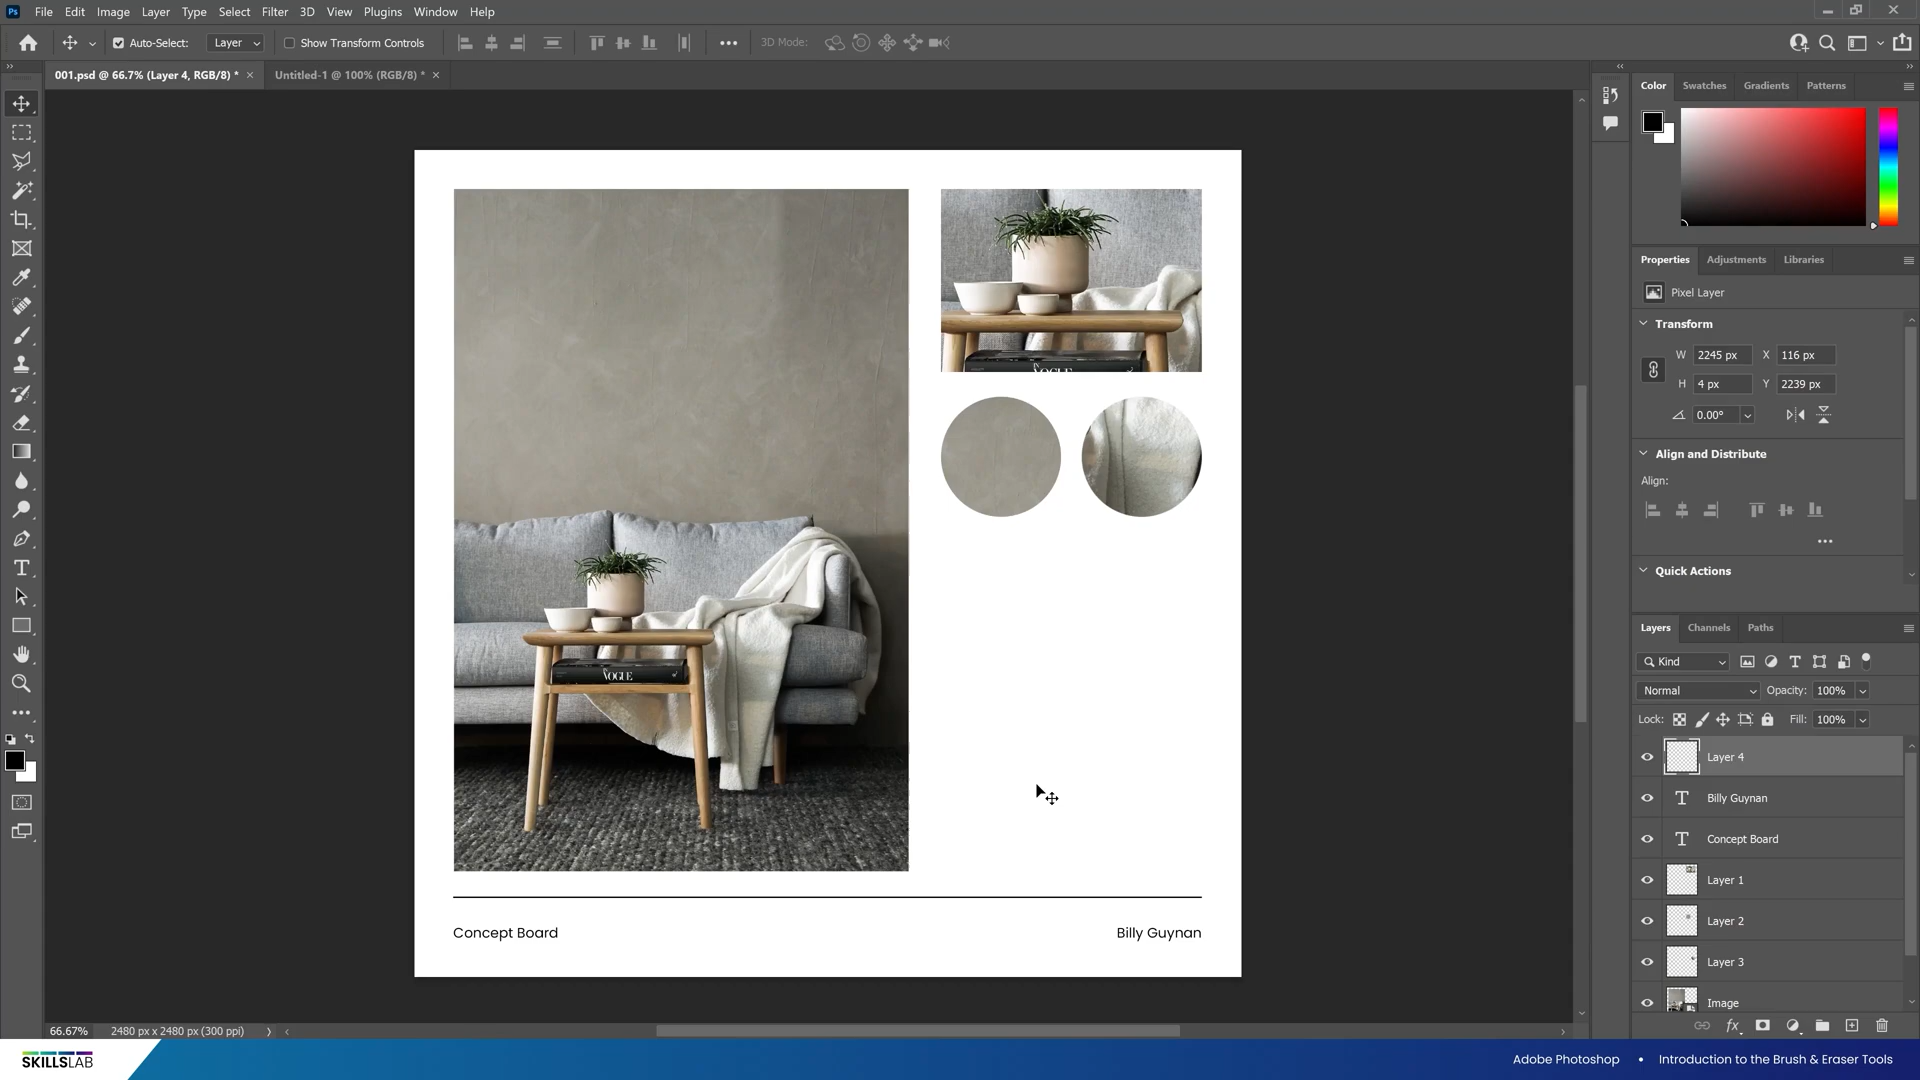 Ps File Edit Image Layer Type Select Filter 3D View Plugins Window Help
Auto-Select: Layer Show Transform Controls 3D Mode:
001.psd @ 66.7% (Layer 4, RGB/8) * Untitled-1 @ 100% (RGB/8) *
Color Swatches Gradients Patterns
Properties Adjustments Libraries
Pixel Layer
Transform
W 2245 px X 116 px
H 4 px Y 2239 px
0.00°
Align and Distribute
Align:
Quick Actions
Layers Channels Paths
Kind
Normal Opacity: 100%
Lock: Fill: 100%
Layer 4
Billy Guynan
Concept Board
Layer 1
Layer 2
Layer 3
Image
fx
VOGUE
VOGUE
Concept Board Billy Guynan
66.67% 2480 px x 2480 px (300 ppi)
SKILLSLAB Adobe Photoshop • Introduction to the Brush & Eraser Tools